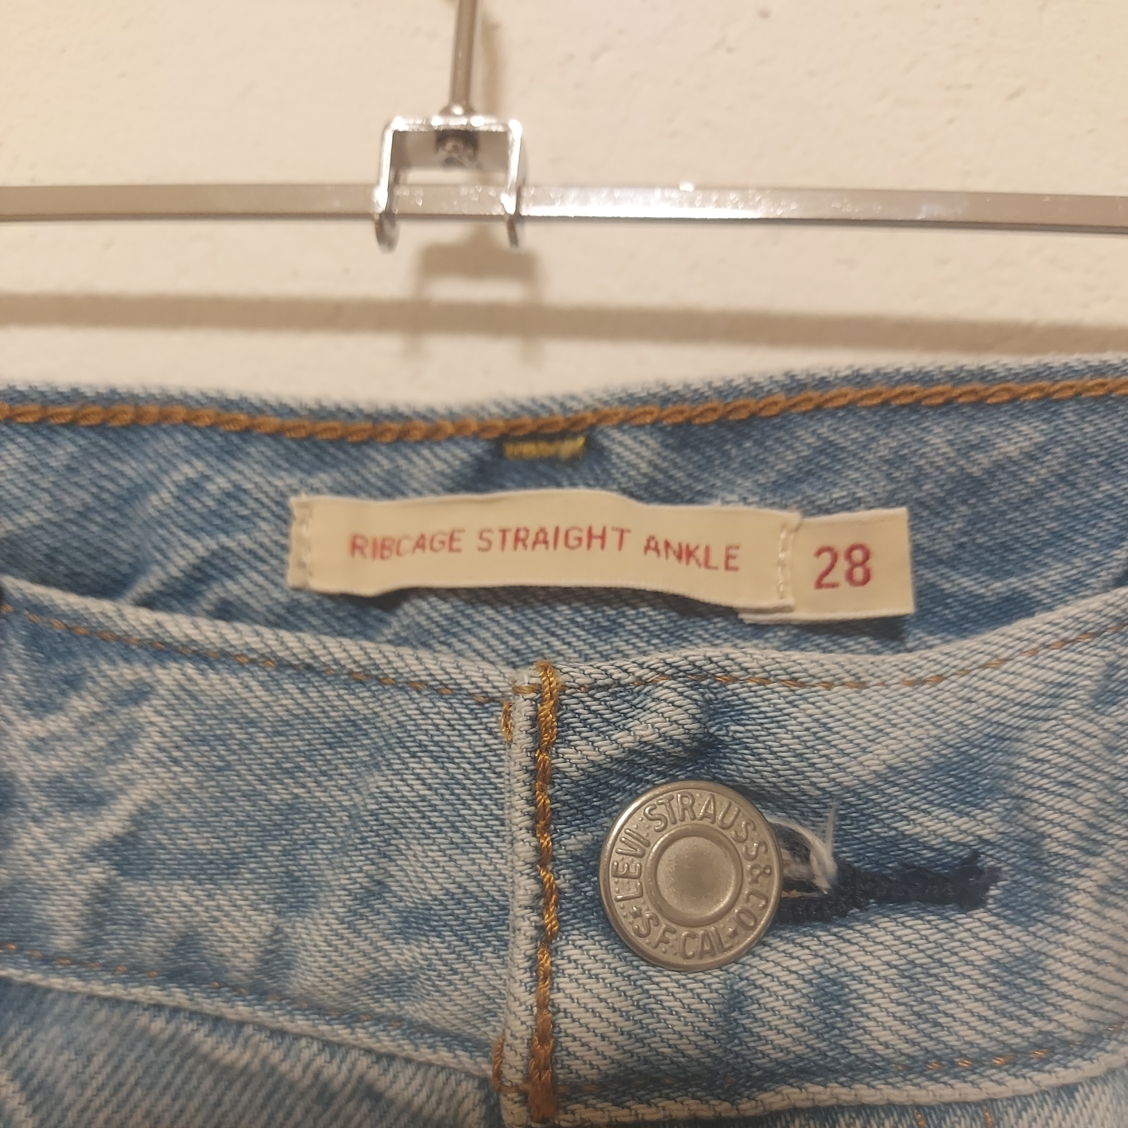 RIBCAGE STRAIGHT ANKLE 28
LEVI STRAUSS & CO
S.F. CAL